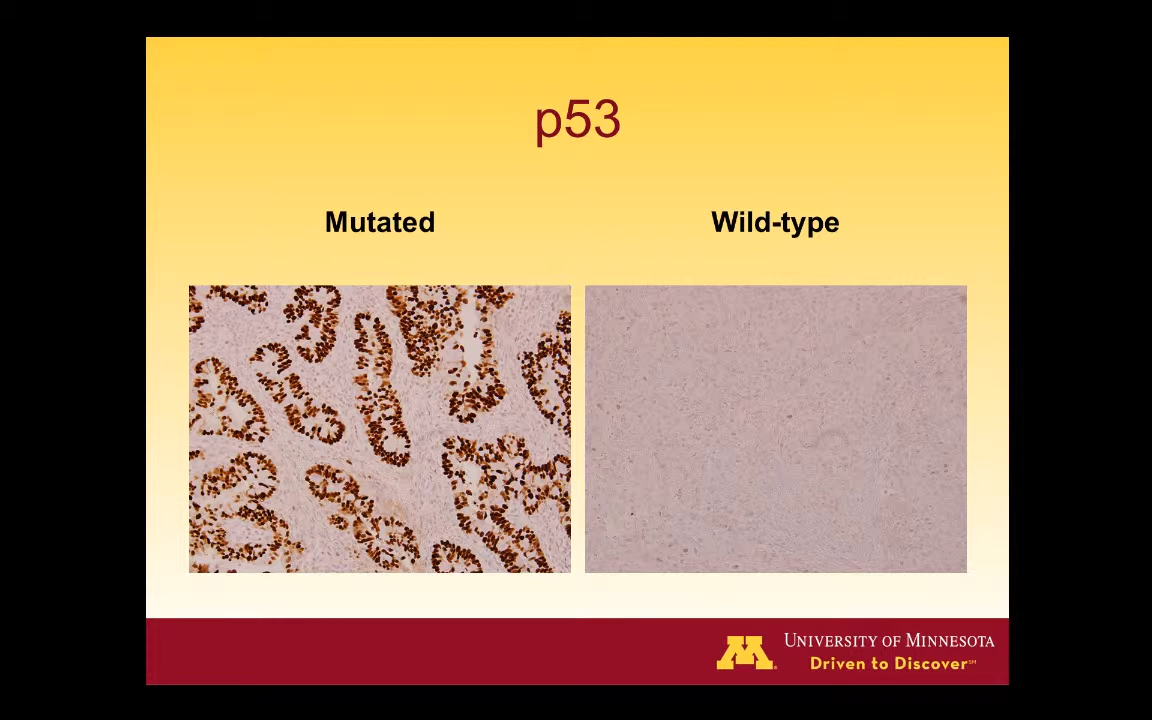 p53
Mutated
Wild-type
UNIVERSITY OF MINNESOTA
Driven to Discover℠